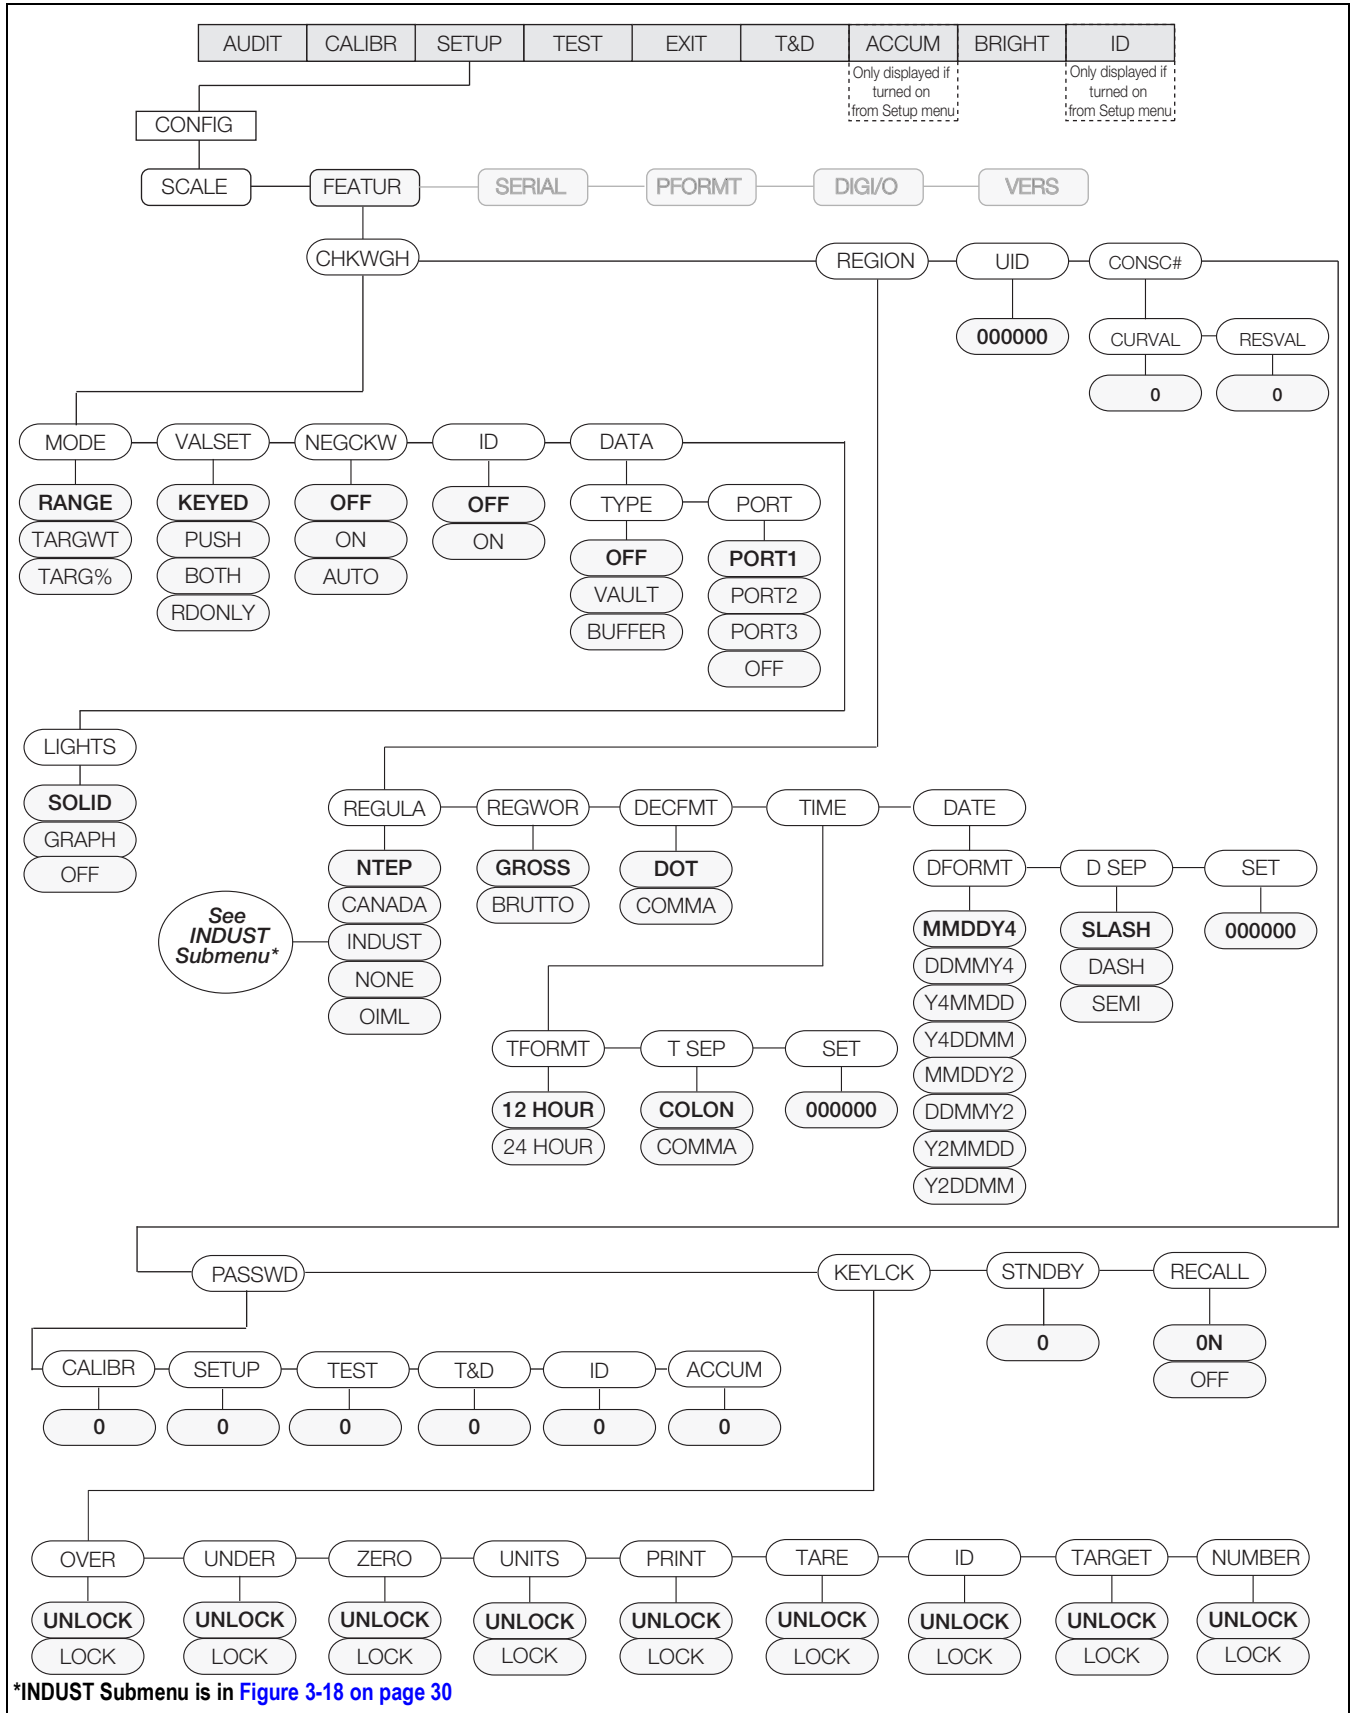 AUDIT CALIBR SETUP TEST EXIT T&D ACCUM BRIGHT ID
Only displayed if
turned on
from Setup menu
Only displayed if
turned on
from Setup menu
CONFIG
SCALE FEATUR SERIAL PFORMT DIGI/O VERS
CHKWGH REGION UID CONSC#
000000 CURVAL RESVAL
0 0
MODE VALSET NEGCKW ID DATA
RANGE KEYED OFF OFF TYPE PORT
TARGWT PUSH ON ON OFF PORT1
TARG% BOTH AUTO VAULT PORT2
RDONLY BUFFER PORT3
OFF
LIGHTS
SOLID
GRAPH
OFF
REGULA REGWOR DECFMT TIME DATE
NTEP GROSS DOT DFORMT D SEP SET
CANADA BRUTTO COMMA MMDDY4 SLASH 000000
See
INDUST
Submenu*
INDUST DDMMY4 DASH
NONE Y4MMDD SEMI
OIML Y4DDMM
TFORMT T SEP SET MMDDY2
12 HOUR COLON 000000 DDMMY2
24 HOUR COMMA Y2MMDD
Y2DDMM
PASSWD KEYLCK STNDBY RECALL
0 0N
OFF
CALIBR SETUP TEST T&D ID ACCUM
0 0 0 0 0 0
OVER UNDER ZERO UNITS PRINT TARE ID TARGET NUMBER
UNLOCK UNLOCK UNLOCK UNLOCK UNLOCK UNLOCK UNLOCK UNLOCK UNLOCK
LOCK LOCK LOCK LOCK LOCK LOCK LOCK LOCK LOCK
*INDUST Submenu is in Figure 3-18 on page 30